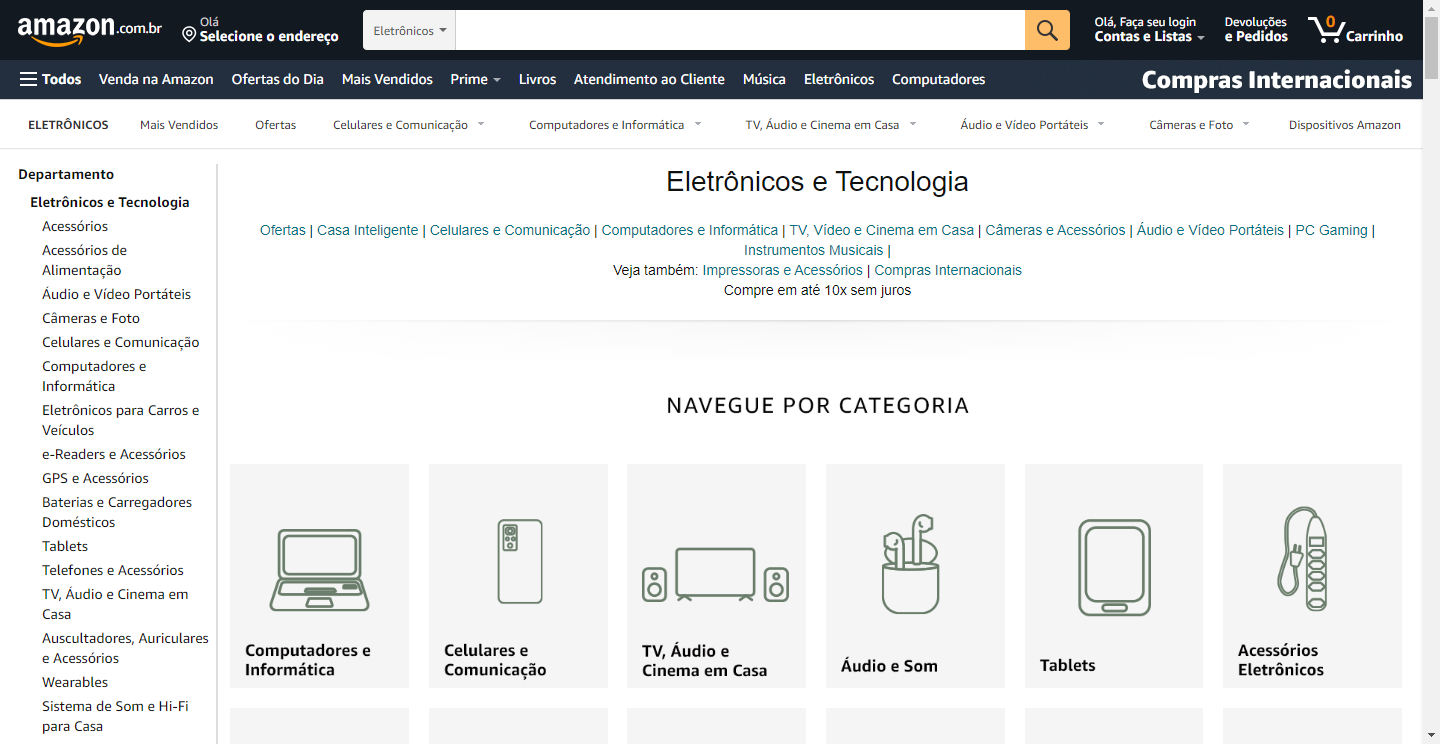 amazon.com.br
Olá
Selecione o endereço
Eletrônicos
Olá, Faça seu login
Contas e Listas
Devoluções
e Pedidos
0
Carrinho
Todos
Venda na Amazon
Ofertas do Dia
Mais Vendidos
Prime
Livros
Atendimento ao Cliente
Música
Eletrônicos
Computadores
Compras Internacionais
ELETRÔNICOS
Mais Vendidos
Ofertas
Celulares e Comunicação
Computadores e Informática
TV, Áudio e Cinema em Casa
Áudio e Vídeo Portáteis
Câmeras e Foto
Dispositivos Amazon
Departamento
Eletrônicos e Tecnologia
Acessórios
Acessórios de
Alimentação
Áudio e Vídeo Portáteis
Câmeras e Foto
Celulares e Comunicação
Computadores e
Informática
Eletrônicos para Carros e
Veículos
e-Readers e Acessórios
GPS e Acessórios
Baterias e Carregadores
Domésticos
Tablets
Telefones e Acessórios
TV, Áudio e Cinema em
Casa
Auscultadores, Auriculares
e Acessórios
Wearables
Sistema de Som e Hi-Fi
para Casa
Eletrônicos e Tecnologia
Ofertas | Casa Inteligente | Celulares e Comunicação | Computadores e Informática | TV, Vídeo e Cinema em Casa | Câmeras e Acessórios | Áudio e Vídeo Portáteis | PC Gaming |
Instrumentos Musicais |
Veja também: Impressoras e Acessórios | Compras Internacionais
Compre em até 10x sem juros
NAVEGUE POR CATEGORIA
Computadores e
Informática
Celulares e
Comunicação
TV, Áudio e
Cinema em Casa
Áudio e Som
Tablets
Acessórios
Eletrônicos